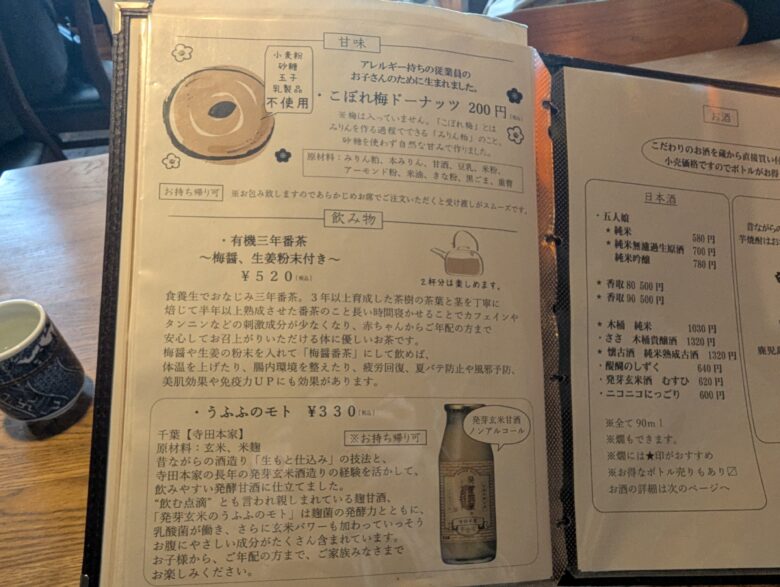 甘味
小麦粉
砂糖
玉子
乳製品
不使用
アレルギー持ちの従業員の
お子さんのために生まれました。
・こぼれ梅ドーナッツ 200円(税込)
※梅は入っていません。「こぼれ梅」とは
みりんを作る過程でできる「みりん粕」のこと、
砂糖を使わず自然な甘みで作りました。
原材料：みりん粕、本みりん、甘酒、豆乳、米粉、
アーモンド粉、米油、きな粉、黒ごま、重曹
お持ち帰り可
※お包み致しますのであらかじめお席でご注文いただくと受け渡しがスムーズです。
飲み物
・有機三年番茶
～梅醤、生姜粉末付き～
¥520(税込)
2杯分は楽しめます。
食養生でおなじみ三年番茶。3年以上育成した茶樹の茶葉と茎を丁寧に
焙じて半年以上熟成させた番茶のこと長い時間寝かせることでカフェインや
タンニンなどの刺激成分が少なくなり、赤ちゃんからご年配の方まで
安心してお召上がりいただける体に優しいお茶です。
梅醤や生姜の粉末を入れて「梅醤番茶」にして飲めば、
体温を上げたり、腸内環境を整えたり、疲労回復、夏バテ防止や風邪予防、
美肌効果や免疫力UPにも効果があります。
・うふふのモト ¥330(税込)
千葉【寺田本家】
※お持ち帰り可
原材料：玄米、米麹
昔ながらの酒造り「生もと仕込み」の技法と、
寺田本家の長年の発芽玄米酒造りの経験を活かして、
飲みやすい発酵甘酒に仕立てました。
“飲む点滴”とも言われ親しまれている麹甘酒、
「発芽玄米のうふふのモト」は麹菌の発酵力とともに、
乳酸菌が働き、さらに玄米パワーも加わっていっそう
お腹にやさしい成分がたくさん含まれています。
お子様から、ご年配の方まで、ご家族みなさまで
お楽しみください。
発芽玄米甘酒
ノンアルコール
お酒
こだわりのお酒を蔵から直接買い付
小売価格ですのでボトルがお得
日本酒
・五人娘
★純米 580円
★純米無濾過生原酒 700円
純米吟醸 780円
★香取80 500円
★香取90 500円
★木桶 純米 1030円
・ささ 木桶貴醸酒 1320円
★懐古酒 純米熟成古酒 1320円
・醍醐のしずく 640円
・発芽玄米酒 むすひ 620円
・ニコニコにっごり 600円
※全て90ml
※燗もできます。
※燗には★印がおすすめ
※お得なボトル売りもあり
お酒の詳細は次のページへ
昔ながらの
芋焼酎はお
鹿児島